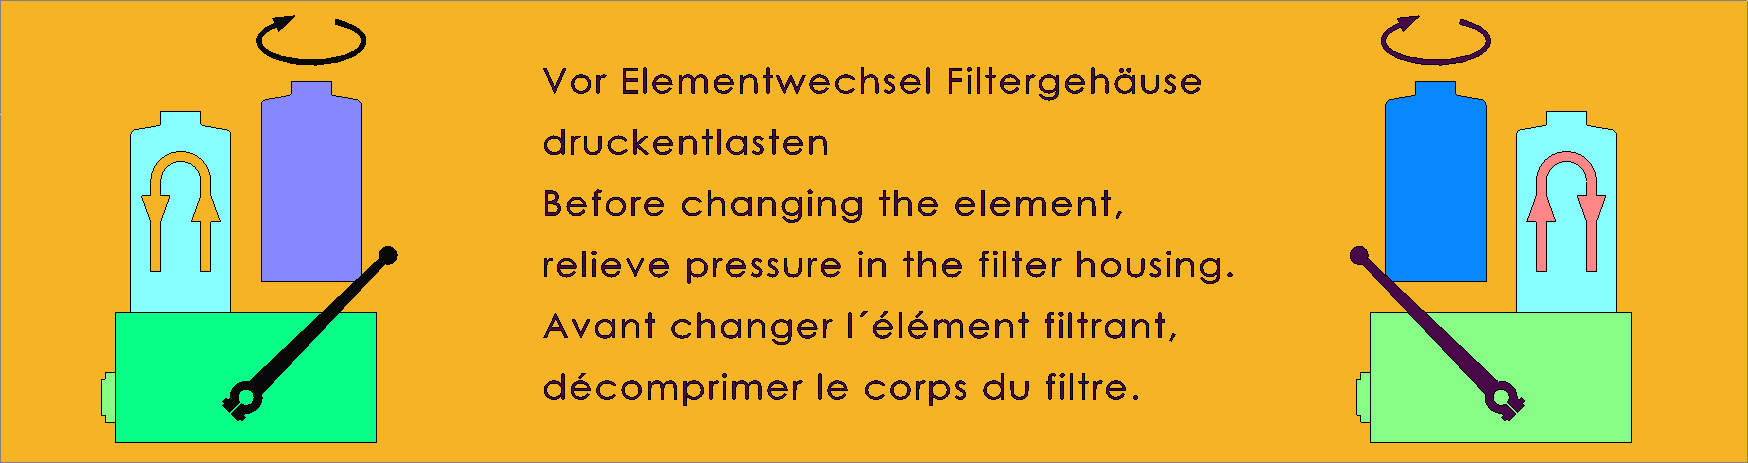 Vor Elementwechsel Filtergehäuse
druckentlasten
Before changing the element,
relieve pressure in the filter housing.
Avant changer l´élément filtrant,
décomprimer le corps du filtre.